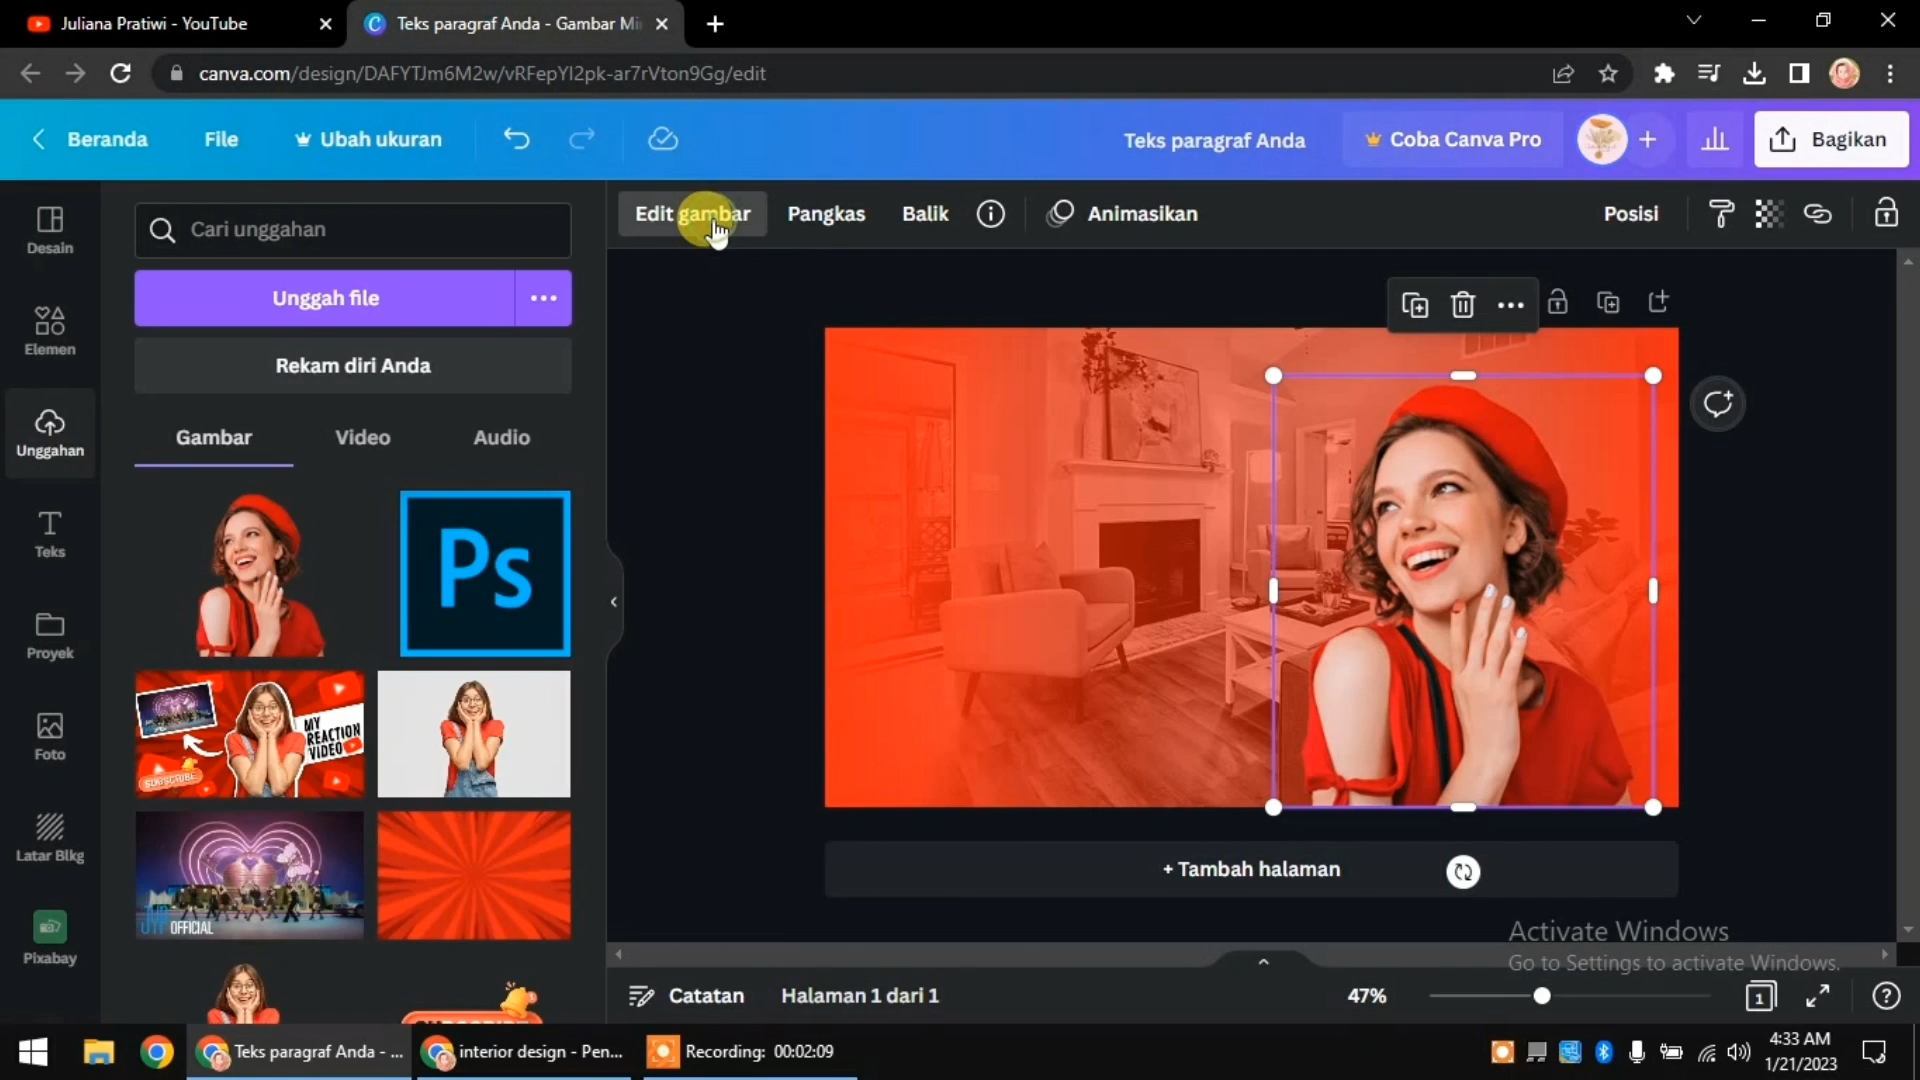 Juliana Pratiwi - YouTube
Teks paragraf Anda - Gambar Mi
canva.com/design/DAFYTJm6M2w/vRFepYI2pk-ar7rVton9Gg/edit
Beranda
File
Ubah ukuran
Teks paragraf Anda
Coba Canva Pro
Bagikan
Edit gambar
Pangkas
Balik
Animasikan
Posisi
Desain
Elemen
Unggahan
Teks
Proyek
Foto
Latar Blkg
Pixabay
Cari unggahan
Unggah file
Rekam diri Anda
Gambar
Video
Audio
Ps
MY
REACTION
VIDEO
SUBSCRIBE
OFFICIAL
+ Tambah halaman
Activate Windows
Go to Settings to activate Windows.
Catatan
Halaman 1 dari 1
47%
1
Teks paragraf Anda - ...
interior design - Pen...
Recording: 00:02:09
4:33 AM
1/21/2023